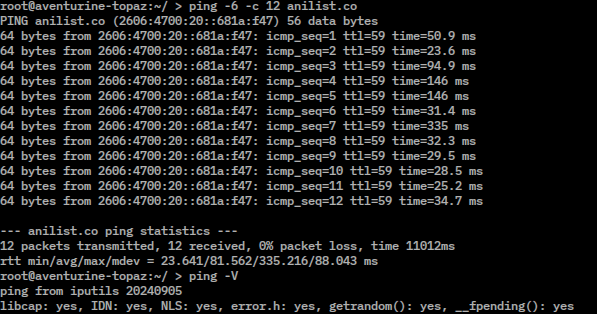 root@aventurine-topaz:~/ > ping -6 -c 12 anilist.co
PING anilist.co (2606:4700:20::681a:f47) 56 data bytes
64 bytes from 2606:4700:20::681a:f47: icmp_seq=1 ttl=59 time=50.9 ms
64 bytes from 2606:4700:20::681a:f47: icmp_seq=2 ttl=59 time=23.6 ms
64 bytes from 2606:4700:20::681a:f47: icmp_seq=3 ttl=59 time=94.9 ms
64 bytes from 2606:4700:20::681a:f47: icmp_seq=4 ttl=59 time=146 ms
64 bytes from 2606:4700:20::681a:f47: icmp_seq=5 ttl=59 time=146 ms
64 bytes from 2606:4700:20::681a:f47: icmp_seq=6 ttl=59 time=31.4 ms
64 bytes from 2606:4700:20::681a:f47: icmp_seq=7 ttl=59 time=335 ms
64 bytes from 2606:4700:20::681a:f47: icmp_seq=8 ttl=59 time=32.3 ms
64 bytes from 2606:4700:20::681a:f47: icmp_seq=9 ttl=59 time=29.5 ms
64 bytes from 2606:4700:20::681a:f47: icmp_seq=10 ttl=59 time=28.5 ms
64 bytes from 2606:4700:20::681a:f47: icmp_seq=11 ttl=59 time=25.2 ms
64 bytes from 2606:4700:20::681a:f47: icmp_seq=12 ttl=59 time=34.7 ms

--- anilist.co ping statistics ---
12 packets transmitted, 12 received, 0% packet loss, time 11012ms
rtt min/avg/max/mdev = 23.641/81.562/335.216/88.043 ms
root@aventurine-topaz:~/ > ping -V
ping from iputils 20240905
libcap: yes, IDN: yes, NLS: yes, error.h: yes, getrandom(): yes, __fpending(): yes